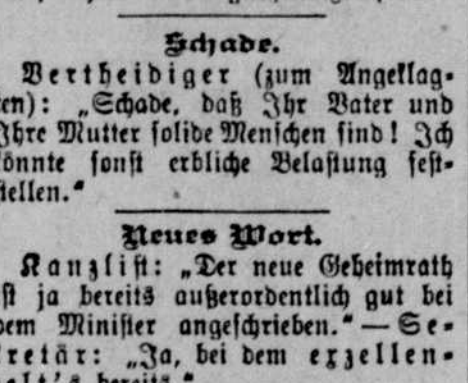 Schade.
Vertheidiger (zum Angeklag-
ten): „Schade, daß Ihr Vater und
Ihre Mutter solide Menschen sind! Ich
könnte sonst erbliche Belastung fest-
stellen."
Neues Wort.
Kanzlist: „Der neue Geheimrath
ist ja bereits außerordentlich gut bei
dem Minister angeschrieben." — Se-
kretär: „Ja, bei dem exzellen-
zelt's bereits."